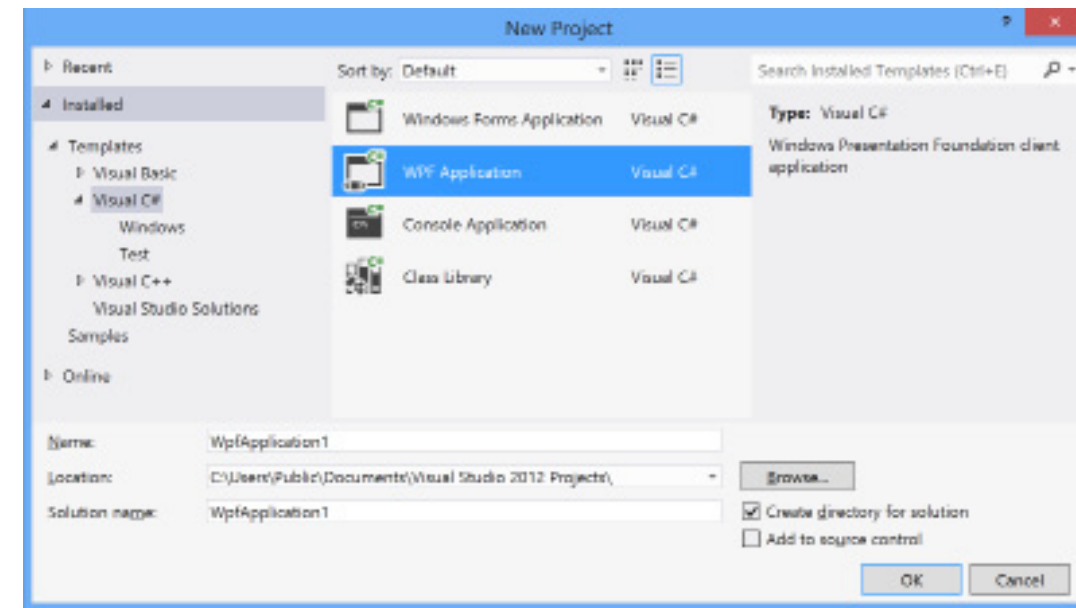 New Project
?
Recent
Sort by: Default
Search Installed Templates (Ctrl+E)
Installed
Templates
Visual Basic
Visual C#
Windows
Test
Visual C++
Visual Studio Solutions
Samples
Online
Windows Forms Application Visual C#
WPF Application Visual C#
Console Application Visual C#
Class Library Visual C#
Type: Visual C#
Windows Presentation Foundation client
application
Name: WpfApplication1
Location: C:\Users\Public\Documents\Visual Studio 2012 Projects\
Browse...
Solution name: WpfApplication1
Create directory for solution
Add to source control
OK Cancel